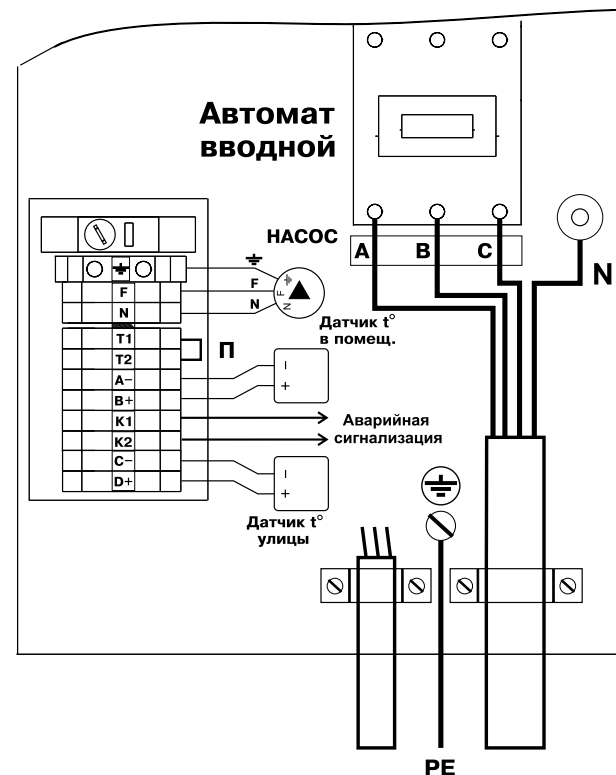 Автомат
вводной
НАСОС
A B C
N
F
N
F
N
F
N
Датчик t°
в помещ.
T1
T2
П
A–
B+
–
+
K1
K2
Аварийная
сигнализация
C–
D+
–
+
Датчик t°
улицы
PE